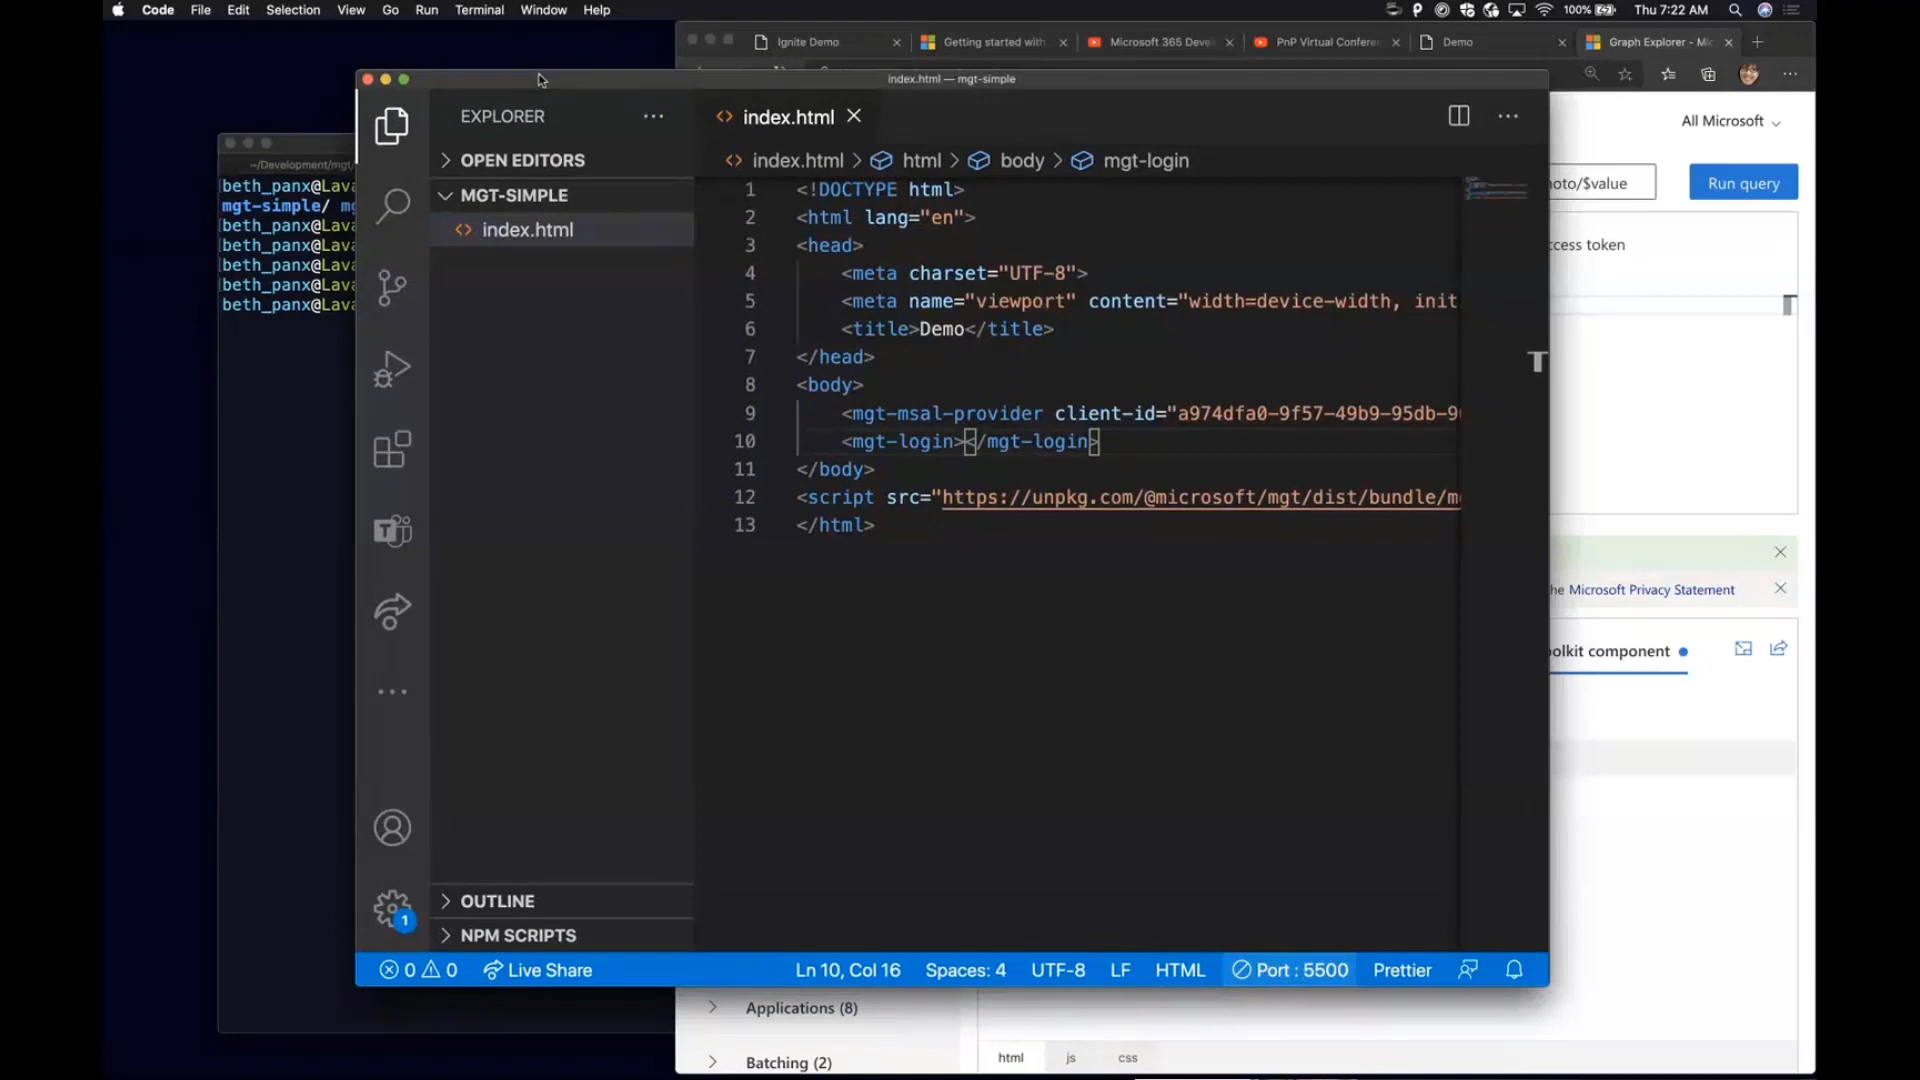 Code File Edit Selection View Go Run Terminal Window Help
100% Thu 7:22 AM
Ignite Demo
Getting started with
Microsoft 365 Devel
PnP Virtual Conferen
Demo
Graph Explorer - Mic
index.html — mgt-simple
~/Development/mgt/
beth_panx@Lava
mgt-simple/
beth_panx@Lava
beth_panx@Lava
beth_panx@Lava
beth_panx@Lava
beth_panx@Lava
EXPLORER
OPEN EDITORS
MGT-SIMPLE
index.html
OUTLINE
NPM SCRIPTS
index.html
index.html > html > body > mgt-login
1 <!DOCTYPE html>
2 <html lang="en">
3 <head>
4 <meta charset="UTF-8">
5 <meta name="viewport" content="width=device-width, init
6 <title>Demo</title>
7 </head>
8 <body>
9 <mgt-msal-provider client-id="a974dfa0-9f57-49b9-95db-9
10 <mgt-login></mgt-login>
11 </body>
12 <script src="https://unpkg.com/@microsoft/mgt/dist/bundle/m
13 </html>
1
0 0 Live Share Ln 10, Col 16 Spaces: 4 UTF-8 LF HTML Port : 5500 Prettier
All Microsoft
oto/$value
Run query
ccess token
he Microsoft Privacy Statement
oolkit component
Applications (8)
Batching (2)
html js css